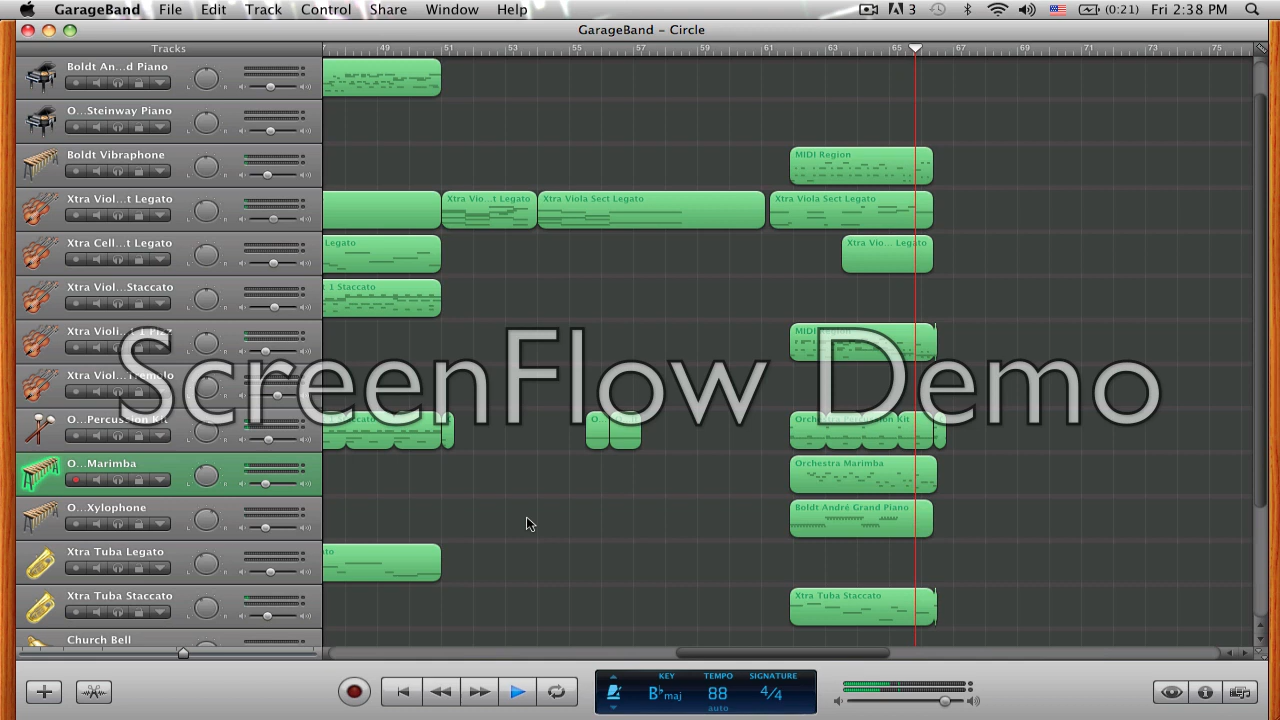 GarageBand File Edit Track Control Share Window Help 3 (0:21) Fri 2:38 PM
GarageBand – Circle
Tracks 49 51 53 55 57 59 61 63 65 67 69 71 73 75
Boldt An...d Piano
O...Steinway Piano
Boldt Vibraphone
MIDI Region
Xtra Viol...t Legato
Xtra Vio...t Legato
Xtra Viola Sect Legato
Xtra Viola Sect Legato
Xtra Cell...t Legato
Legato
Xtra Vio... Legato
Xtra Viol...Staccato
1 Staccato
MIDI Region
ScreenFlow Demo
Orchestra Percussion Kit
O...Marimba
Orchestra Marimba
O...Xylophone
Boldt André Grand Piano
Xtra Tuba Legato
Xtra Tuba Staccato
Xtra Tuba Staccato
Church Bell
KEY TEMPO SIGNATURE
B♭maj 88 4/4
auto